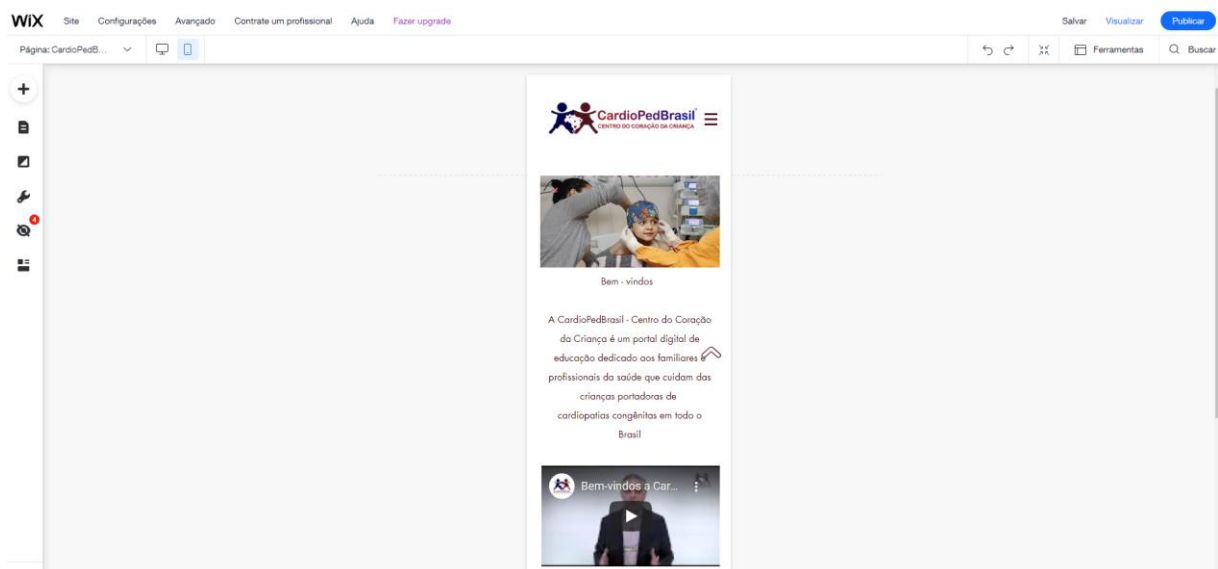 WiX Site Configurações Avançado Contrate um profissional Ajuda Fazer upgrade Salvar Visualizar Publicar
Página: CardioPedB... Ferramentas Buscar
4
CardioPedBrasil
CENTRO DO CORAÇÃO DA CRIANÇA
Bem - vindos
A CardioPedBrasil - Centro do Coração
da Criança é um portal digital de
educação dedicado aos familiares e
profissionais da saúde que cuidam das
crianças portadoras de
cardiopatias congênitas em todo o
Brasil
Bem-vindos a Car...